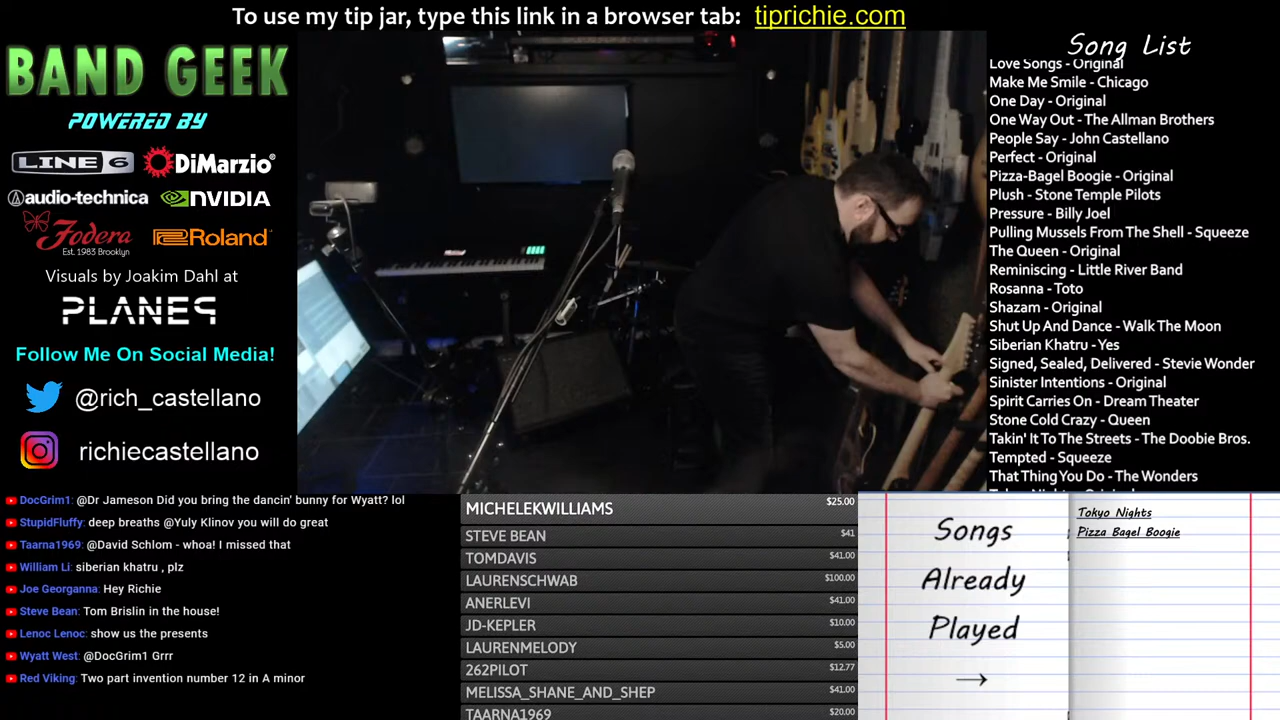 To use my tip jar, type this link in a browser tab: tiprichie.com
BAND GEEK
POWERED BY
LINE 6
DiMarzio®
audio-technica
NVIDIA
Fodera
Est. 1983 Brooklyn
Roland
Visuals by Joakim Dahl at
PLANE9
Follow Me On Social Media!
@rich_castellano
richiecastellano
Song List
Love Songs - Original
Make Me Smile - Chicago
One Day - Original
One Way Out - The Allman Brothers
People Say - John Castellano
Perfect - Original
Pizza-Bagel Boogie - Original
Plush - Stone Temple Pilots
Pressure - Billy Joel
Pulling Mussels From The Shell - Squeeze
The Queen - Original
Reminiscing - Little River Band
Rosanna - Toto
Shazam - Original
Shut Up And Dance - Walk The Moon
Siberian Khatru - Yes
Signed, Sealed, Delivered - Stevie Wonder
Sinister Intentions - Original
Spirit Carries On - Dream Theater
Stone Cold Crazy - Queen
Takin' It To The Streets - The Doobie Bros.
Tempted - Squeeze
That Thing You Do - The Wonders
DocGrim1: @Dr Jameson Did you bring the dancin' bunny for Wyatt? lol
StupidFluffy: deep breaths @Yuly Klinov you will do great
Taarna1969: @David Schlom - whoa! I missed that
William Li: siberian khatru , plz
Joe Georganna: Hey Richie
Steve Bean: Tom Brislin in the house!
Lenoc Lenoc: show us the presents
Wyatt West: @DocGrim1 Grrr
Red Viking: Two part invention number 12 in A minor
MICHELEKWILLIAMS $25.00
STEVE BEAN $41
TOMDAVIS $41.00
LAURENSCHWAB $100.00
ANERLEVI $41.00
JD-KEPLER $10.00
LAURENMELODY $5.00
262PILOT $12.77
MELISSA_SHANE_AND_SHEP $41.00
TAARNA1969 $20.00
Songs
Already
Played
→
Tokyo Nights
Pizza Bagel Boogie